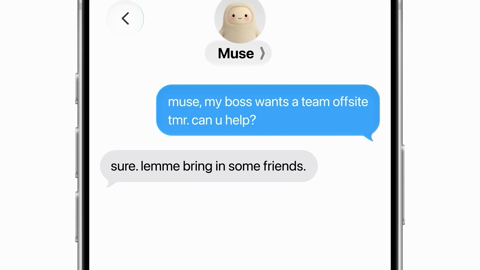 Muse
muse, my boss wants a team offsite
tmr. can u help?
sure. lemme bring in some friends.